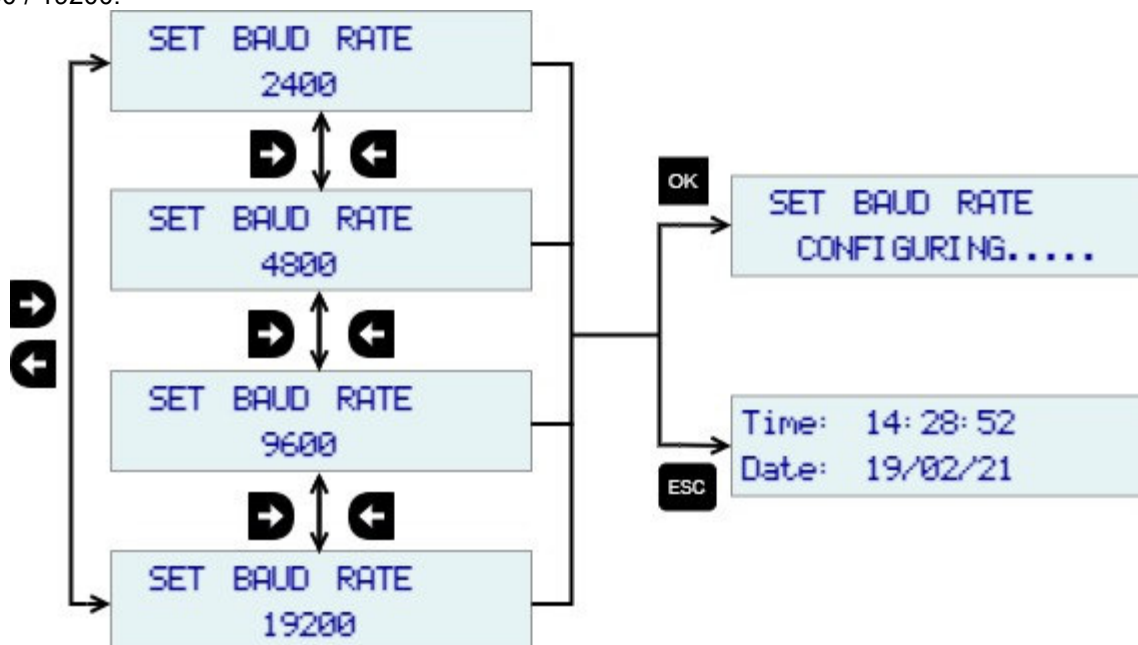 / 19200.
SET BAUD RATE
2400
SET BAUD RATE
4800
SET BAUD RATE
9600
SET BAUD RATE
19200
OK
SET BAUD RATE
CONFIGURING.....
Time: 14:28:52
Date: 19/02/21
ESC